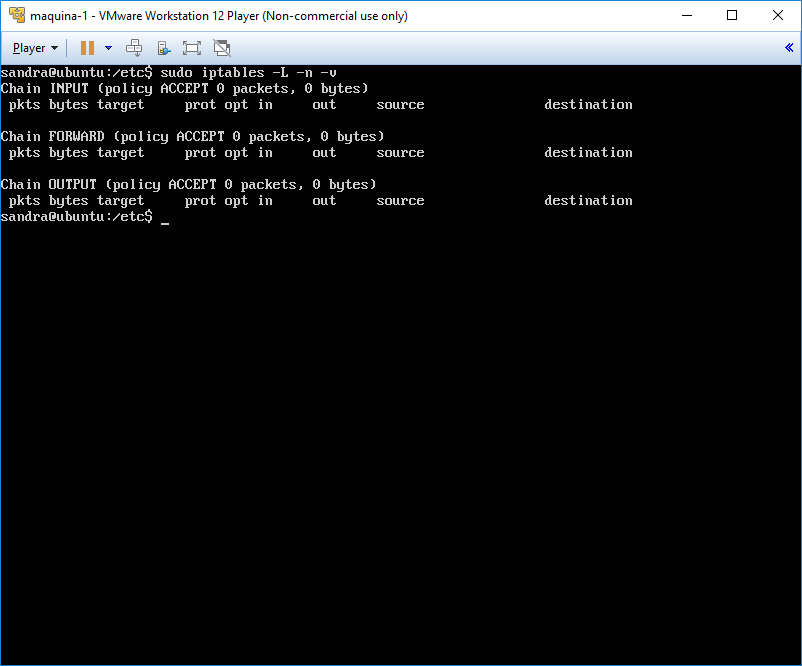 maquina-1 - VMware Workstation 12 Player (Non-commercial use only)
Player
sandra@ubuntu:/etc$ sudo iptables -L -n -v
Chain INPUT (policy ACCEPT 0 packets, 0 bytes)
 pkts bytes target     prot opt in     out     source               destination

Chain FORWARD (policy ACCEPT 0 packets, 0 bytes)
 pkts bytes target     prot opt in     out     source               destination

Chain OUTPUT (policy ACCEPT 0 packets, 0 bytes)
 pkts bytes target     prot opt in     out     source               destination
sandra@ubuntu:/etc$ _